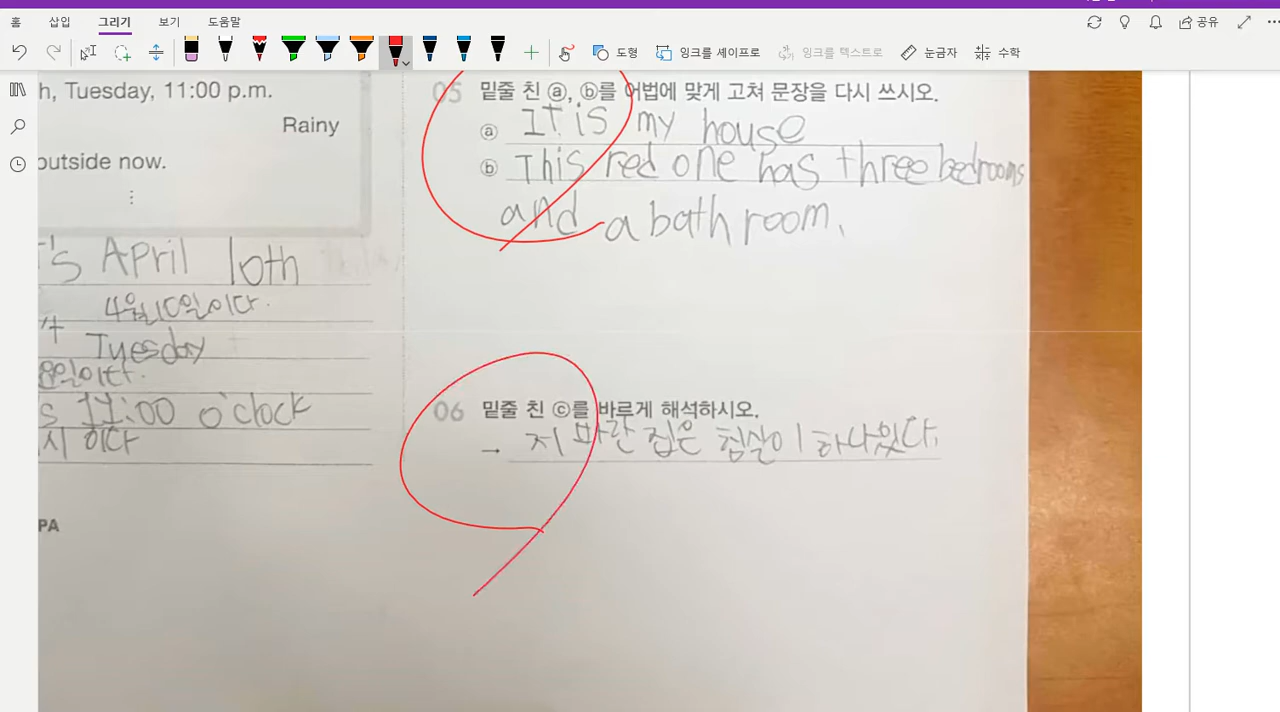 홈 삽입 그리기 보기 도움말
공유
도형 잉크를 셰이프로 잉크를 텍스트로 눈금자 수학
h, Tuesday, 11:00 p.m.
Rainy
outside now.
⋮
t's April 10th
4월10일이다.
Tuesday
요일이다.
s 11:00 o'clock
시 이다
PA
05 밑줄 친 ⓐ, ⓑ를 어법에 맞게 고쳐 문장을 다시 쓰시오.
ⓐ It is my house
ⓑ This red one has three bedrooms
and a bathroom.
06 밑줄 친 ⓒ를 바르게 해석하시오.
→ 저 파란 집은 침실이 하나있다.